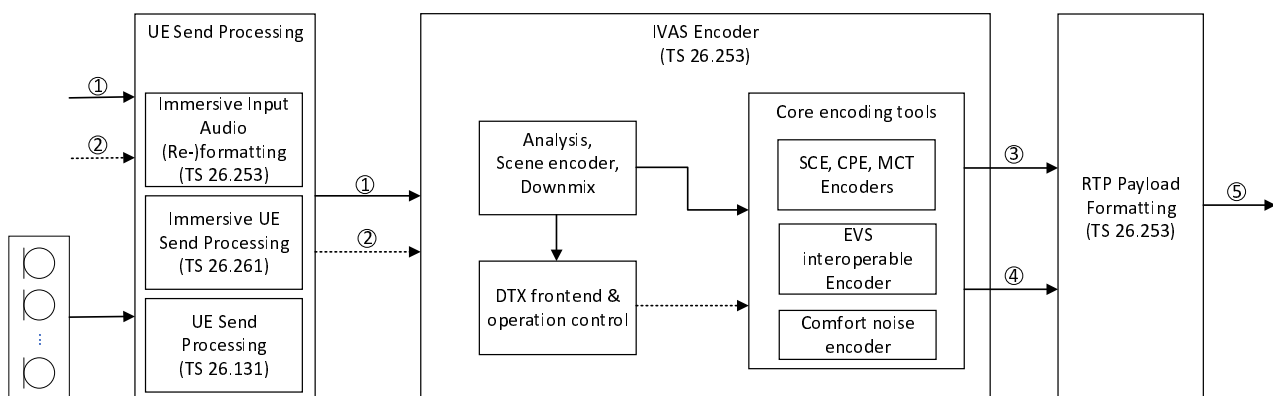 UE Send Processing
①
②
Immersive Input
Audio
(Re-)formatting
(TS 26.253)
Immersive UE
Send Processing
(TS 26.261)
UE Send
Processing
(TS 26.131)
①
②
IVAS Encoder
(TS 26.253)
Analysis,
Scene encoder,
Downmix
DTX frontend &
operation control
Core encoding tools
SCE, CPE, MCT
Encoders
EVS
interoperable
Encoder
Comfort noise
encoder
③
④
RTP Payload
Formatting
(TS 26.253)
⑤